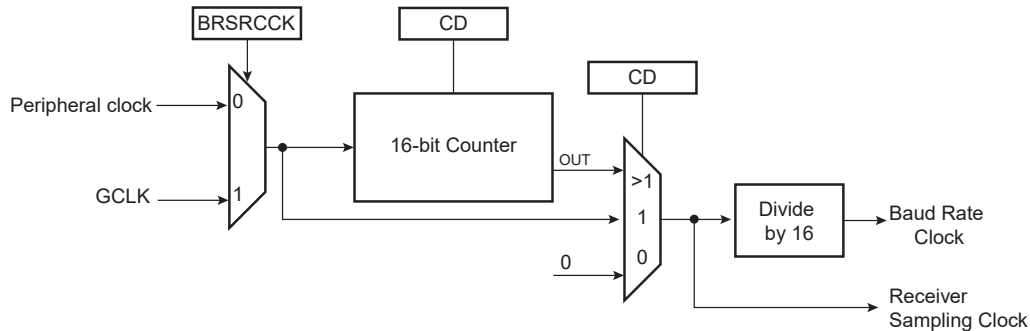 BRSRCCK
CD
CD
Peripheral clock
0
16-bit Counter
OUT
>1
GCLK
1
1
Divide
by 16
Baud Rate
Clock
0
0
Receiver
Sampling Clock